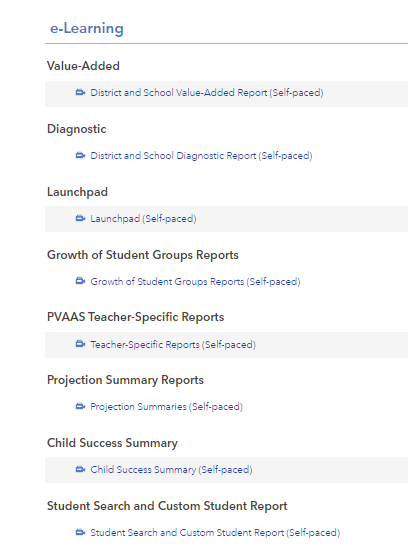 e-Learning
Value-Added
District and School Value-Added Report (Self-paced)
Diagnostic
District and School Diagnostic Report (Self-paced)
Launchpad
Launchpad (Self-paced)
Growth of Student Groups Reports
Growth of Student Groups Reports (Self-paced)
PVAAS Teacher-Specific Reports
Teacher-Specific Reports (Self-paced)
Projection Summary Reports
Projection Summaries (Self-paced)
Child Success Summary
Child Success Summary (Self-paced)
Student Search and Custom Student Report
Student Search and Custom Student Report (Self-paced)